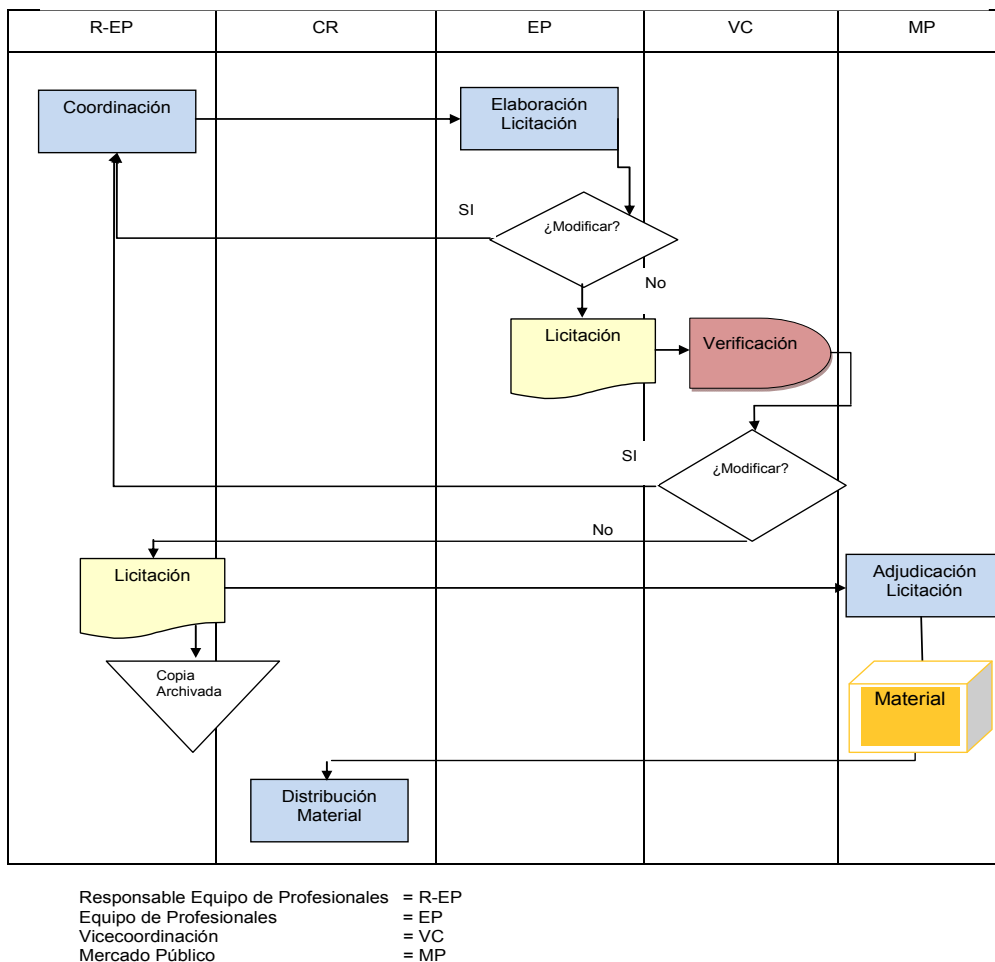 R-EP CR EP VC MP
Coordinación
Elaboración
Licitación
SI
¿Modificar?
No
Licitación
Verificación
SI
¿Modificar?
No
Licitación
Adjudicación
Licitación
Copia
Archivada
Material
Distribución
Material
Responsable Equipo de Profesionales = R-EP
Equipo de Profesionales = EP
Vicecoordinación = VC
Mercado Público = MP